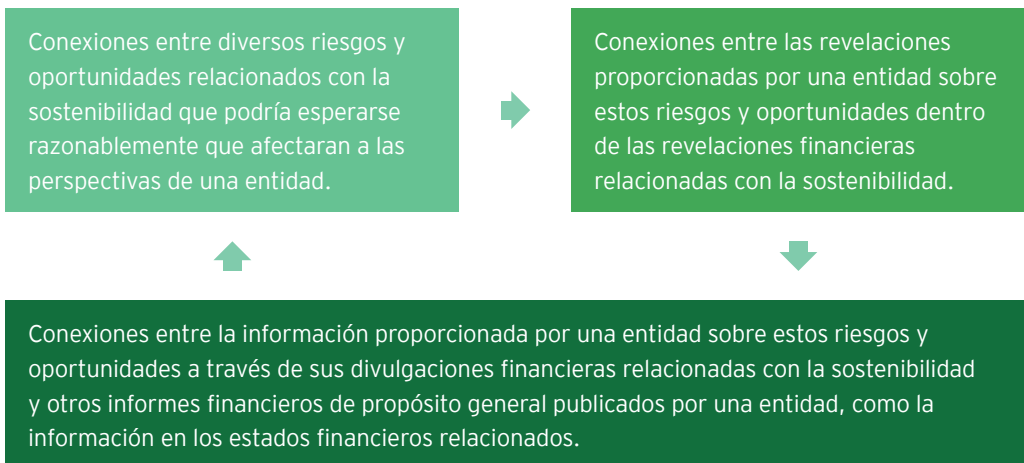 Conexiones entre diversos riesgos y
oportunidades relacionados con la
sostenibilidad que podría esperarse
razonablemente que afectaran a las
perspectivas de una entidad.
Conexiones entre las revelaciones
proporcionadas por una entidad sobre
estos riesgos y oportunidades dentro
de las revelaciones financieras
relacionadas con la sostenibilidad.
Conexiones entre la información proporcionada por una entidad sobre estos riesgos y
oportunidades a través de sus divulgaciones financieras relacionadas con la sostenibilidad
y otros informes financieros de propósito general publicados por una entidad, como la
información en los estados financieros relacionados.